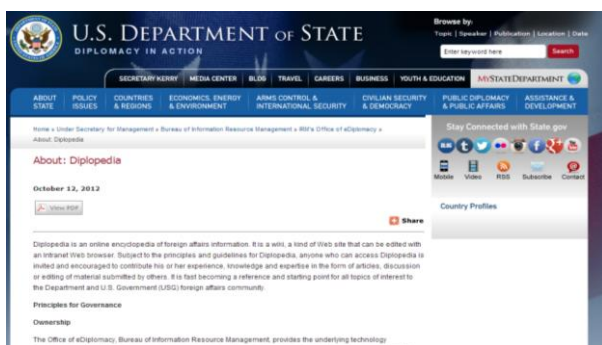 U.S. DEPARTMENT OF STATE
DIPLOMACY IN ACTION
Browse by:
Topic | Speaker | Publication | Location | Date
Enter keyword here
Search
SECRETARY KERRY MEDIA CENTER BLOG TRAVEL CAREERS BUSINESS YOUTH & EDUCATION MYSTATEDEPARTMENT
ABOUT STATE
POLICY ISSUES
COUNTRIES & REGIONS
ECONOMICS, ENERGY & ENVIRONMENT
ARMS CONTROL & INTERNATIONAL SECURITY
CIVILIAN SECURITY & DEMOCRACY
PUBLIC DIPLOMACY & PUBLIC AFFAIRS
ASSISTANCE & DEVELOPMENT
Home » Under Secretary for Management » Bureau of Information Resource Management » IRM's Office of eDiplomacy »
About: Diplopedia
About: Diplopedia
October 12, 2012
View PDF
Share
Diplopedia is an online encyclopedia of foreign affairs information. It is a wiki, a kind of Web site that can be edited with
an Intranet Web browser. Subject to the principles and guidelines for Diplopedia, anyone who can access Diplopedia is
invited and encouraged to contribute his or her experience, knowledge and expertise in the form of articles, discussion
or editing of material submitted by others. It is fast becoming a reference and starting point for all topics of interest to
the Department and U.S. Government (USG) foreign affairs community.
Principles for Governance
Ownership
The Office of eDiplomacy, Bureau of Information Resource Management, provides the underlying technology
Stay Connected with State.gov
Mobile Video RSS Subscribe Contact
Country Profiles